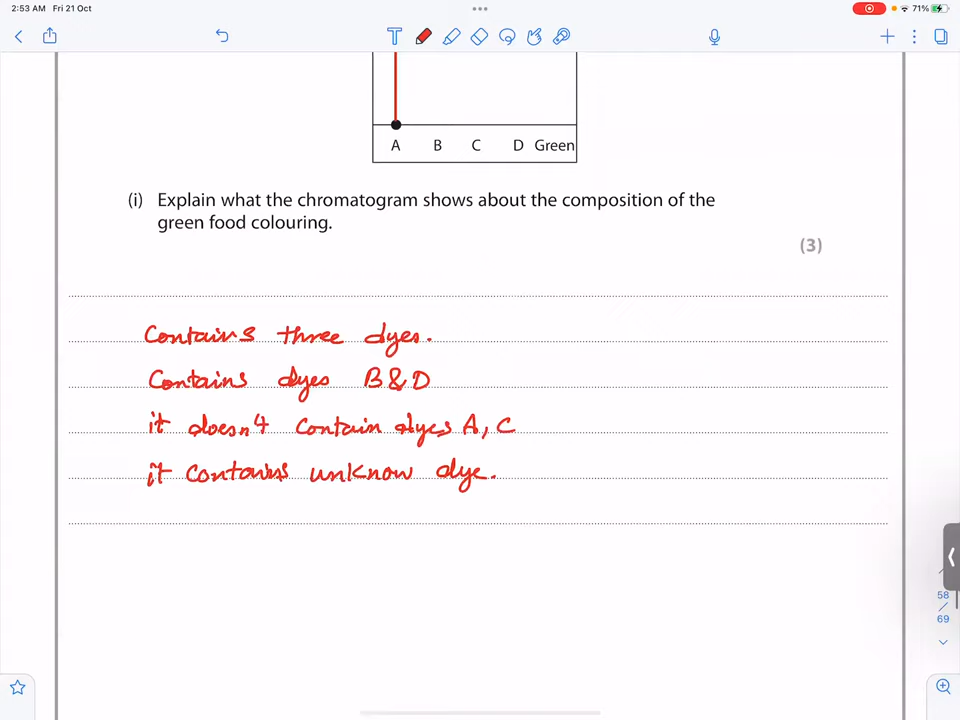 2:53 AM Fri 21 Oct
71%
A B C D Green
(i) Explain what the chromatogram shows about the composition of the
green food colouring.
(3)
Contains three dyes.
Contains dyes B&D
it doesn't contain dyes A, C
it contains unknow dye.
58
/
69